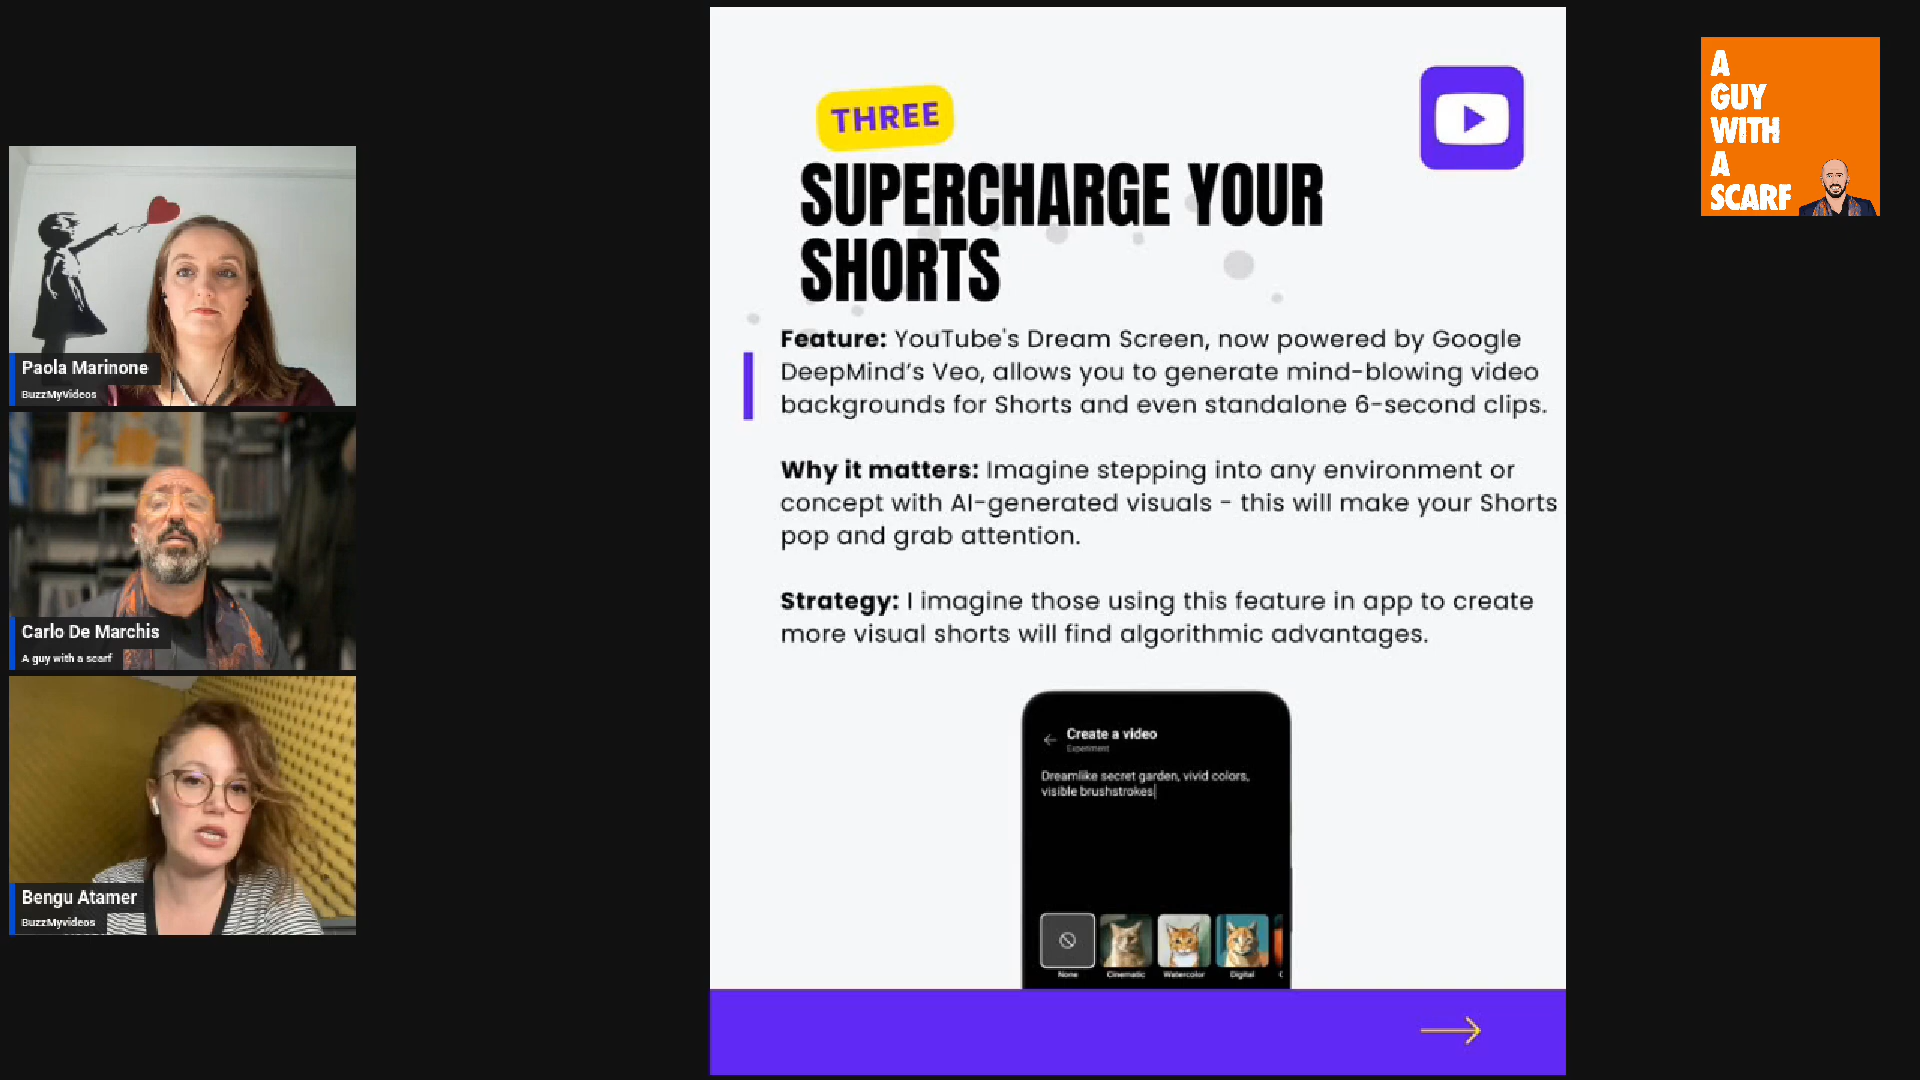 Paola Marinone
BuzzMyVideos
Carlo De Marchis
A guy with a scarf
Bengu Atamer
BuzzMyvideos
THREE
SUPERCHARGE YOUR
SHORTS
Feature: YouTube's Dream Screen, now powered by Google
DeepMind’s Veo, allows you to generate mind-blowing video
backgrounds for Shorts and even standalone 6-second clips.
Why it matters: Imagine stepping into any environment or
concept with AI-generated visuals - this will make your Shorts
pop and grab attention.
Strategy: I imagine those using this feature in app to create
more visual shorts will find algorithmic advantages.
Create a video
Experiment
Dreamlike secret garden, vivid colors,
visible brushstrokes
None Cinematic Watercolor Digital
A
GUY
WITH
A
SCARF